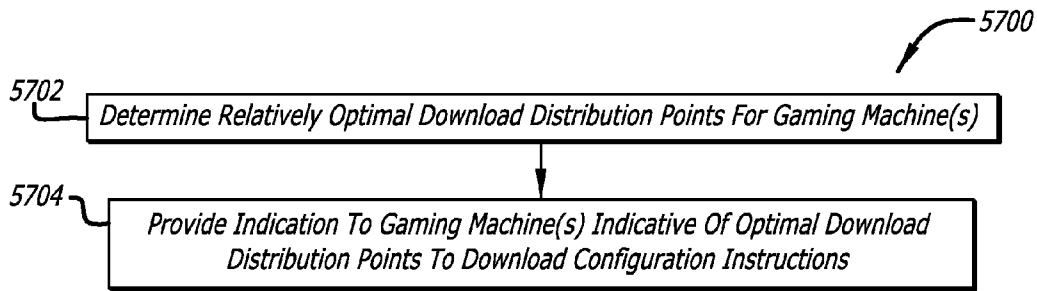 5700
5702
Determine Relatively Optimal Download Distribution Points For Gaming Machine(s)
5704
Provide Indication To Gaming Machine(s) Indicative Of Optimal Download
Distribution Points To Download Configuration Instructions